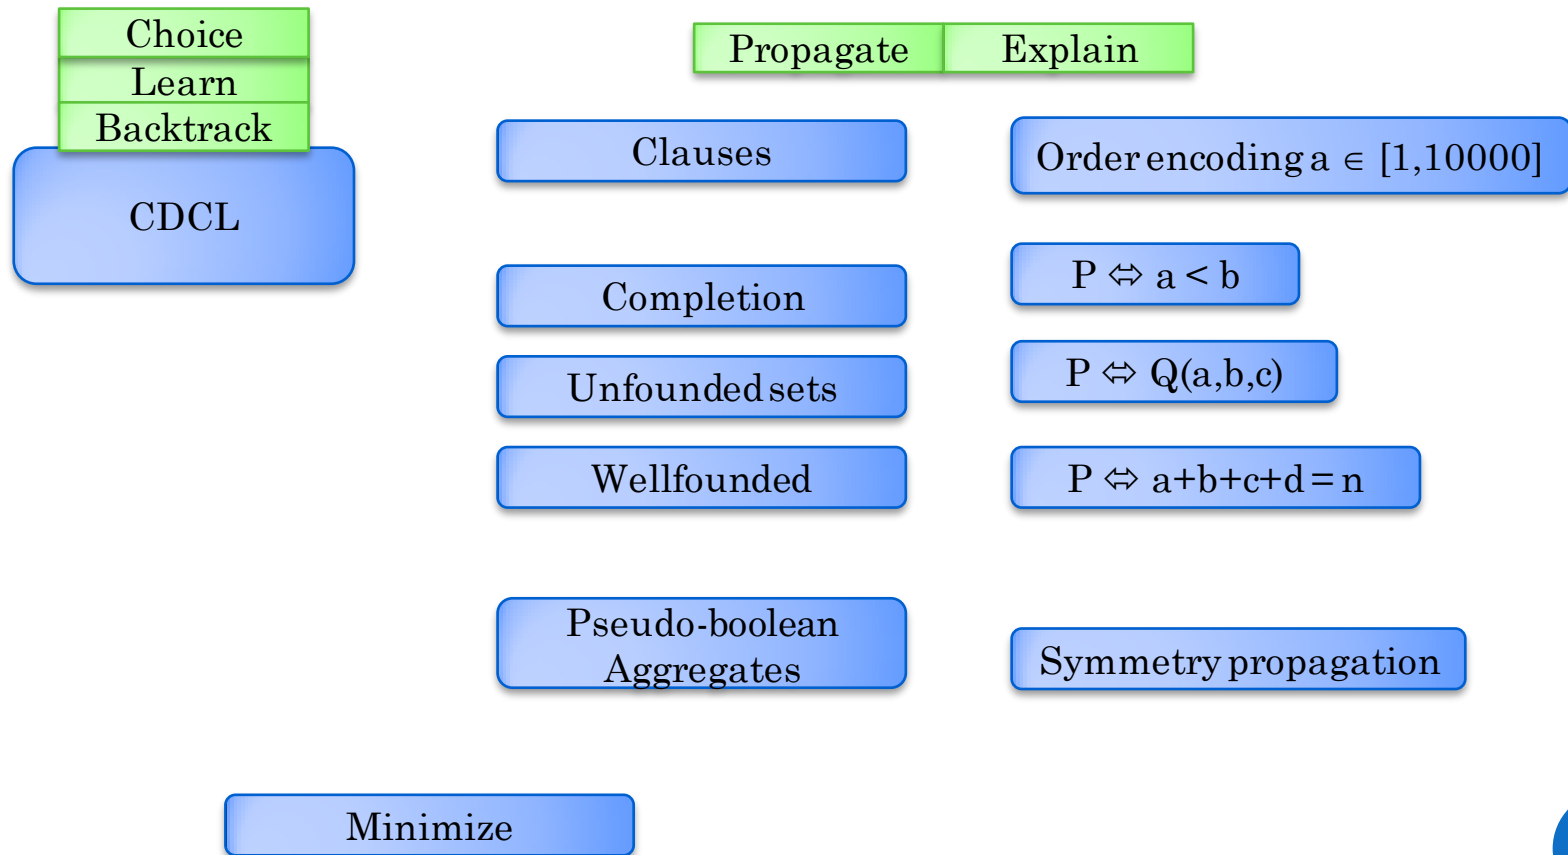 Choice
Learn
Backtrack
CDCL
Propagate Explain
Clauses
Order encoding a ∈ [1,10000]
Completion
P ⇔ a < b
Unfounded sets
P ⇔ Q(a,b,c)
Wellfounded
P ⇔ a+b+c+d = n
Pseudo-boolean
Aggregates
Symmetry propagation
Minimize